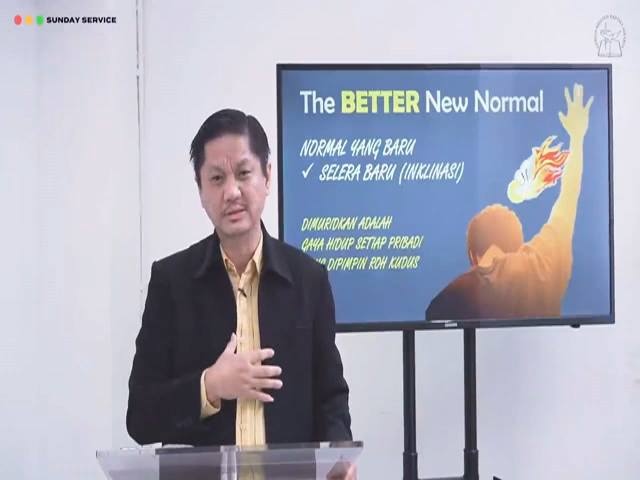 SUNDAY SERVICE
The BETTER New Normal
NORMAL YANG BARU
✓ SELERA BARU (INKLINASI)
DIMURIDKAN ADALAH
GAYA HIDUP SETIAP PRIBADI
DIPIMPIN ROH KUDUS